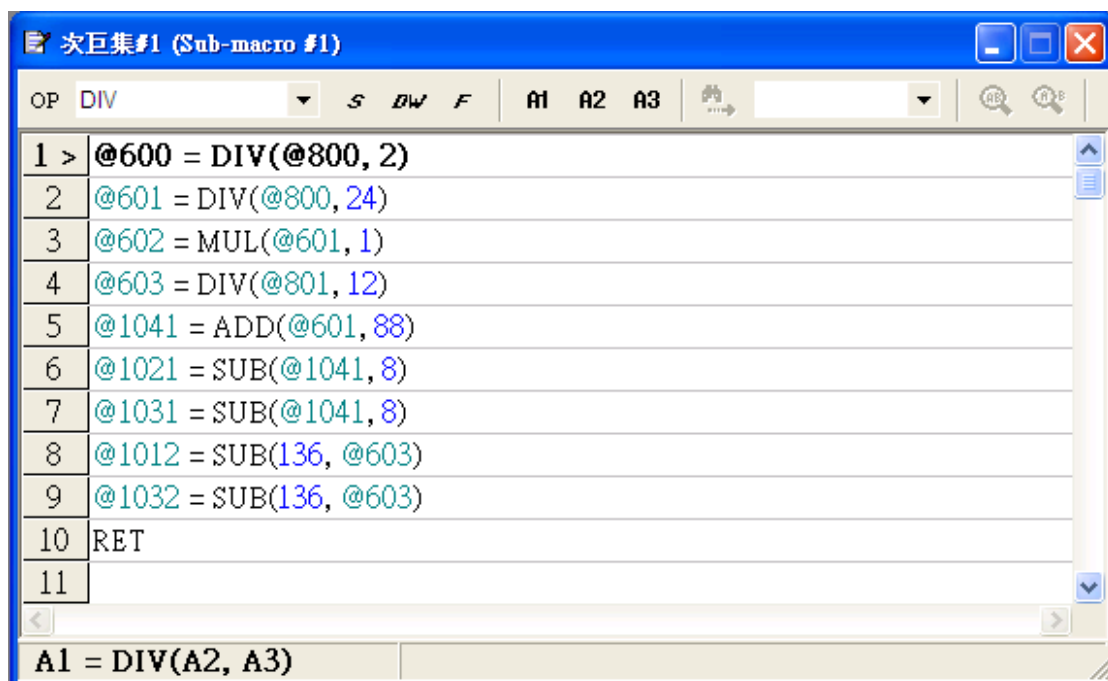 次巨集#1 (Sub-macro #1)
OP DIV S DW F A1 A2 A3
1 > @600 = DIV(@800, 2)
2 @601 = DIV(@800, 24)
3 @602 = MUL(@601, 1)
4 @603 = DIV(@801, 12)
5 @1041 = ADD(@601, 88)
6 @1021 = SUB(@1041, 8)
7 @1031 = SUB(@1041, 8)
8 @1012 = SUB(136, @603)
9 @1032 = SUB(136, @603)
10 RET
11
A1 = DIV(A2, A3)